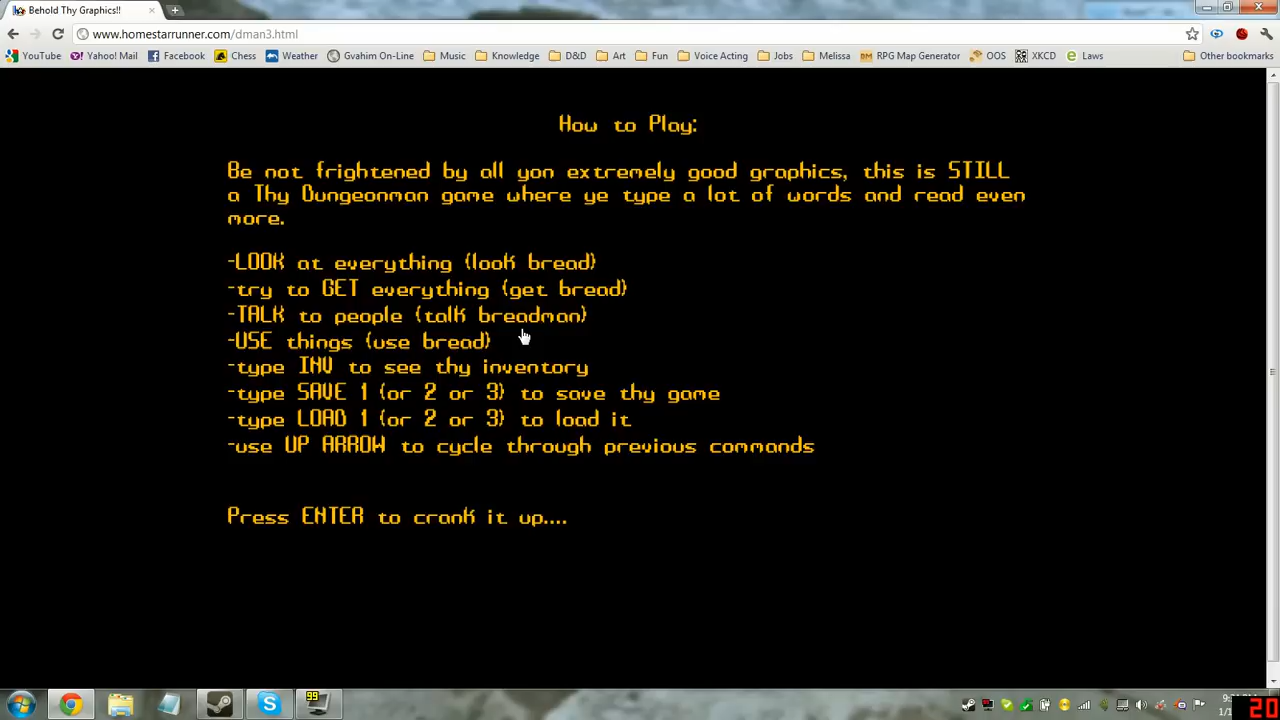 Behold Thy Graphics!!
www.homestarrunner.com/dman3.html
YouTube Yahoo! Mail Facebook Chess Weather Gvahim On-Line Music Knowledge D&D Art Fun Voice Acting Jobs Melissa RPG Map Generator OOS XKCD Laws Other bookmarks
How to Play:
Be not frightened by all yon extremely good graphics, this is STILL
a Thy Dungeonman game where ye type a lot of words and read even
more.
-LOOK at everything (look bread)
-try to GET everything (get bread)
-TALK to people (talk breadman)
-USE things (use bread)
-type INV to see thy inventory
-type SAVE 1 (or 2 or 3) to save thy game
-type LOAD 1 (or 2 or 3) to load it
-use UP ARROW to cycle through previous commands
Press ENTER to crank it up....
99
20